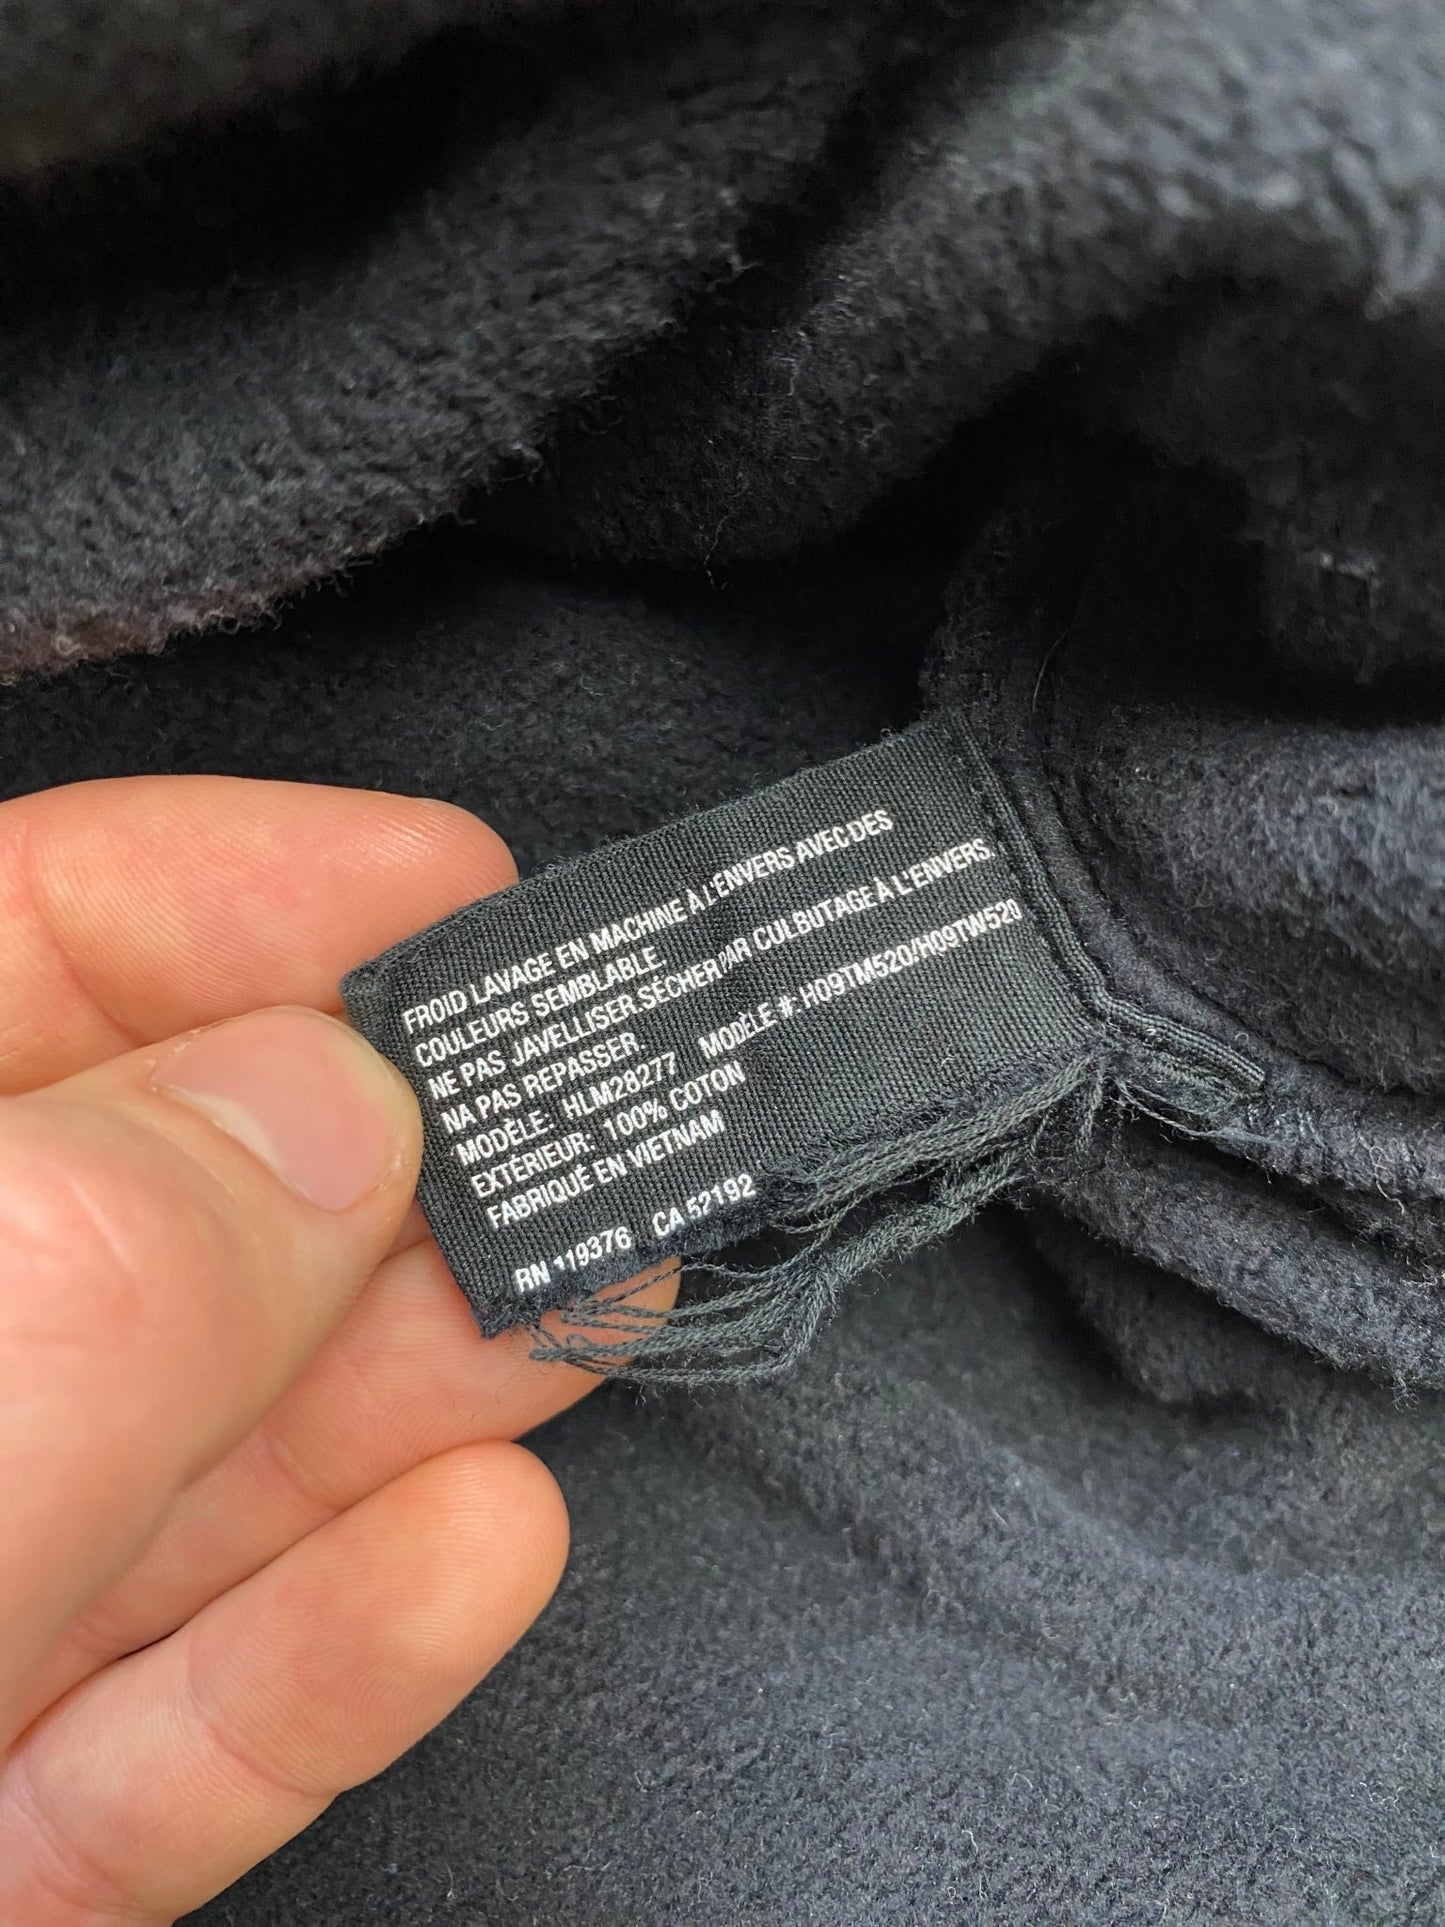 FROID LAVAGE EN MACHINE À L'ENVERS AVEC DES
COULEURS SEMBLABLE
NE PAS JAVELLISER.SÉCHER PAR CULBUTAGE À L'ENVERS.
NA PAS REPASSER
MODÈLE: HLM28277 MODÈLE #: H09TM520/H09TW520
EXTÉRIEUR: 100% COTON
FABRIQUÉ EN VIETNAM
RN 119376 CA 52192